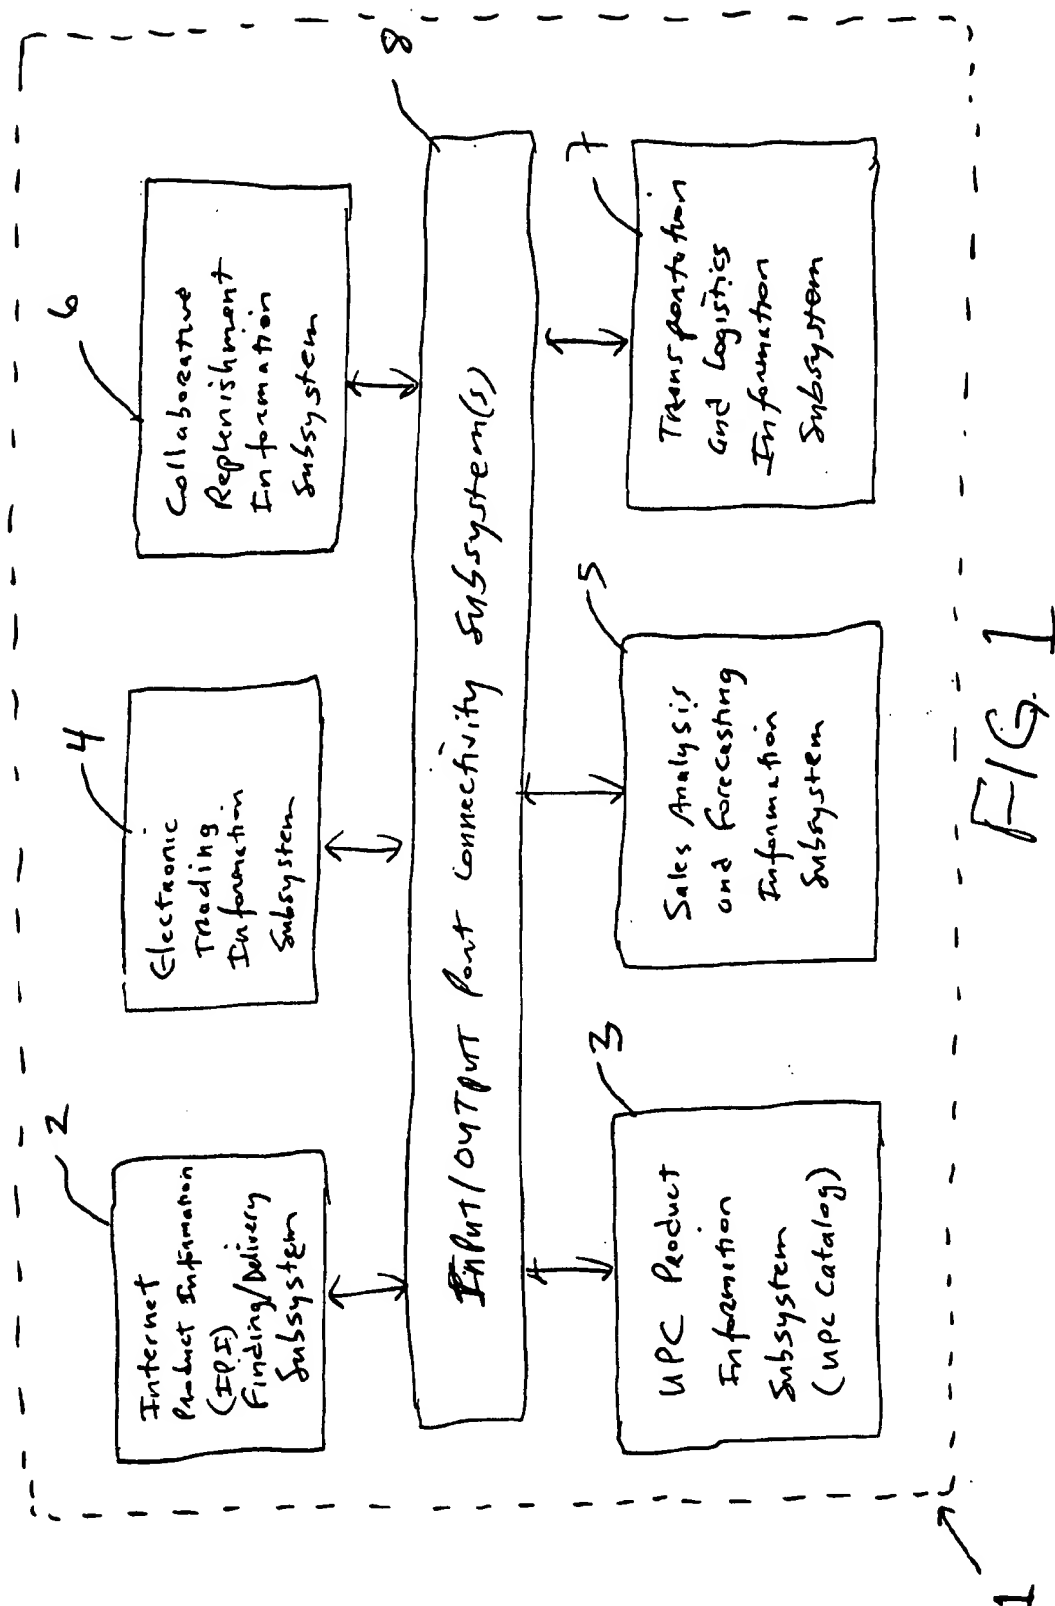 2
Internet
Product Information
(IPI)
Finding/Delivery
Subsystem
4
Electronic
Trading
Information
Subsystem
6
Collaborative
Replenishment
Information
Subsystem
8
Input/Output Port Connectivity Subsystem(s)
3
UPC Product
Information
Subsystem
(UPC Catalog)
5
Sales Analysis
and Forecasting
Information
Subsystem
7
Transportation
and Logistics
Information
Subsystem
1
FIG. 1